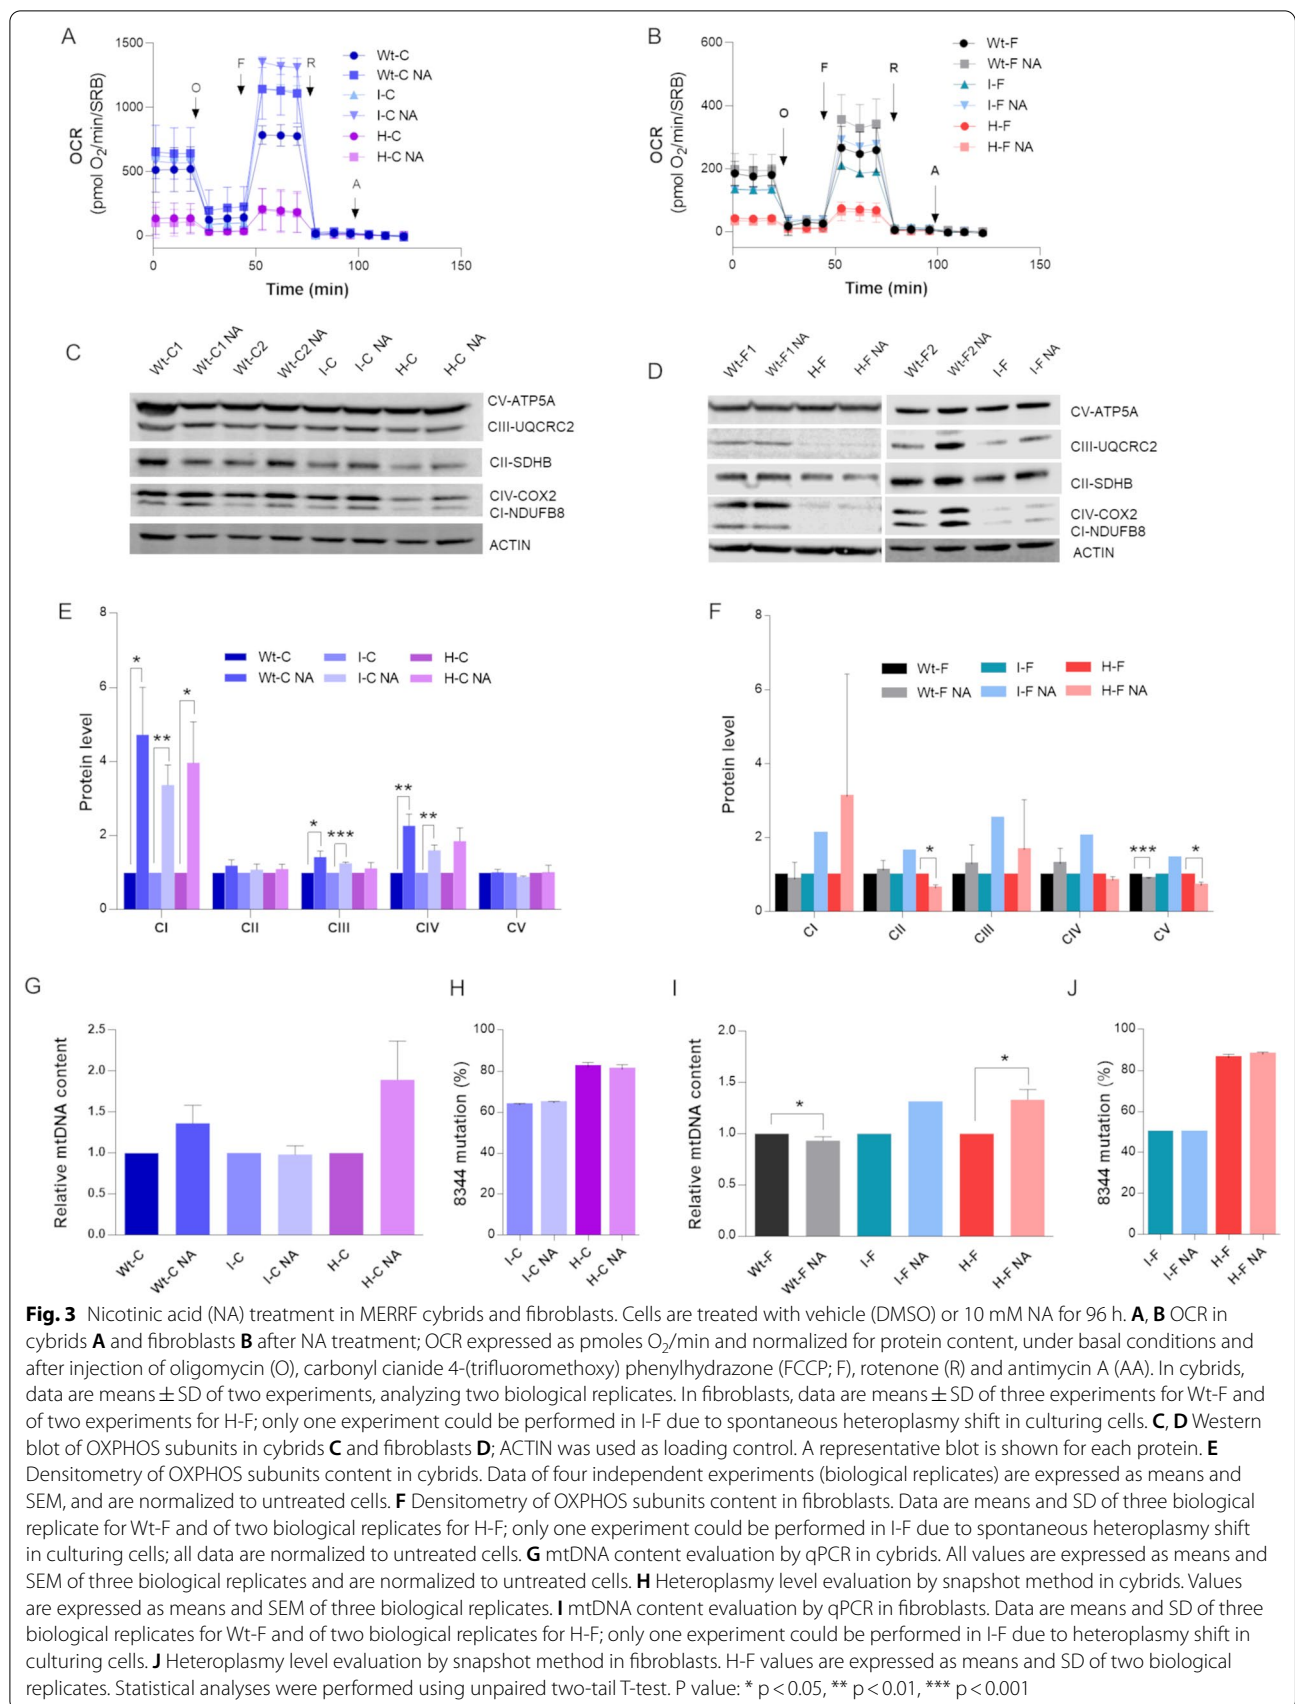 A
1500
1000
500
0
OCR
(pmol O2/min/SRB)
O
F
R
A
Wt-C
Wt-C NA
I-C
I-C NA
H-C
H-C NA
0
50
100
150
Time (min)
B
600
400
200
0
OCR
(pmol O2/min/SRB)
O
F
R
A
Wt-F
Wt-F NA
I-F
I-F NA
H-F
H-F NA
0
50
100
150
Time (min)
C
Wt-C1
Wt-C1 NA
Wt-C2
Wt-C2 NA
I-C
I-C NA
H-C
H-C NA
CV-ATP5A
CIII-UQCRC2
CII-SDHB
CIV-COX2
CI-NDUFB8
ACTIN
D
Wt-F1
Wt-F1 NA
H-F
H-F NA
Wt-F2
Wt-F2 NA
I-F
I-F NA
CV-ATP5A
CIII-UQCRC2
CII-SDHB
CIV-COX2
CI-NDUFB8
ACTIN
E
8
6
4
2
0
Protein level
Wt-C
I-C
H-C
Wt-C NA
I-C NA
H-C NA
*
**
*
*
***
**
**
CI
CII
CIII
CIV
CV
F
8
6
4
2
0
Protein level
Wt-F
I-F
H-F
Wt-F NA
I-F NA
H-F NA
*
***
*
CI
CII
CIII
CIV
CV
G
2.5
2.0
1.5
1.0
0.5
0.0
Relative mtDNA content
Wt-C
Wt-C NA
I-C
I-C NA
H-C
H-C NA
H
100
80
60
40
20
0
8344 mutation (%)
I-C
I-C NA
H-C
H-C NA
I
2.0
1.5
1.0
0.5
0.0
Relative mtDNA content
*
*
Wt-F
Wt-F NA
I-F
I-F NA
H-F
H-F NA
J
100
80
60
40
20
0
8344 mutation (%)
I-F
I-F NA
H-F
H-F NA
Fig. 3 Nicotinic acid (NA) treatment in MERRF cybrids and fibroblasts. Cells are treated with vehicle (DMSO) or 10 mM NA for 96 h. A, B OCR in
cybrids A and fibroblasts B after NA treatment; OCR expressed as pmoles O2/min and normalized for protein content, under basal conditions and
after injection of oligomycin (O), carbonyl cianide 4-(trifluoromethoxy) phenylhydrazone (FCCP; F), rotenone (R) and antimycin A (AA). In cybrids,
data are means ± SD of two experiments, analyzing two biological replicates. In fibroblasts, data are means ± SD of three experiments for Wt-F and
of two experiments for H-F; only one experiment could be performed in I-F due to spontaneous heteroplasmy shift in culturing cells. C, D Western
blot of OXPHOS subunits in cybrids C and fibroblasts D; ACTIN was used as loading control. A representative blot is shown for each protein. E
Densitometry of OXPHOS subunits content in cybrids. Data of four independent experiments (biological replicates) are expressed as means and
SEM, and are normalized to untreated cells. F Densitometry of OXPHOS subunits content in fibroblasts. Data are means and SD of three biological
replicate for Wt-F and of two biological replicates for H-F; only one experiment could be performed in I-F due to spontaneous heteroplasmy shift
in culturing cells; all data are normalized to untreated cells. G mtDNA content evaluation by qPCR in cybrids. All values are expressed as means and
SEM of three biological replicates and are normalized to untreated cells. H Heteroplasmy level evaluation by snapshot method in cybrids. Values
are expressed as means and SEM of three biological replicates. I mtDNA content evaluation by qPCR in fibroblasts. Data are means and SD of three
biological replicates for Wt-F and of two biological replicates for H-F; only one experiment could be performed in I-F due to heteroplasmy shift in
culturing cells. J Heteroplasmy level evaluation by snapshot method in fibroblasts. H-F values are expressed as means and SD of two biological
replicates. Statistical analyses were performed using unpaired two-tail T-test. P value: * p < 0.05, ** p < 0.01, *** p < 0.001